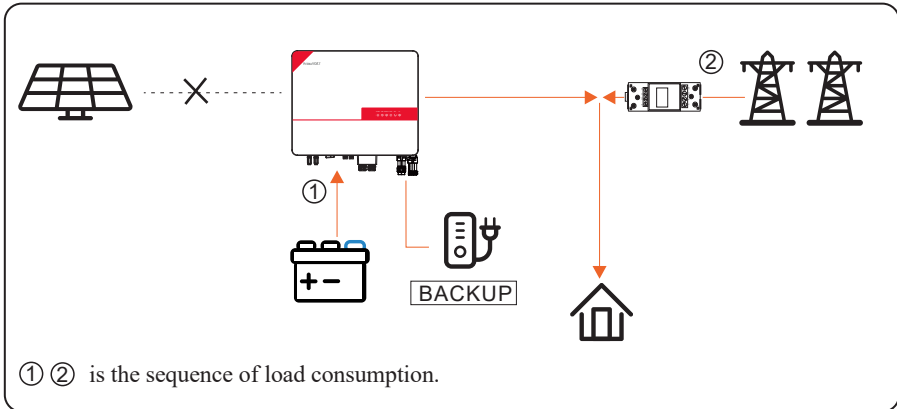 ②
①
+ -
BACKUP
① ② is the sequence of load consumption.